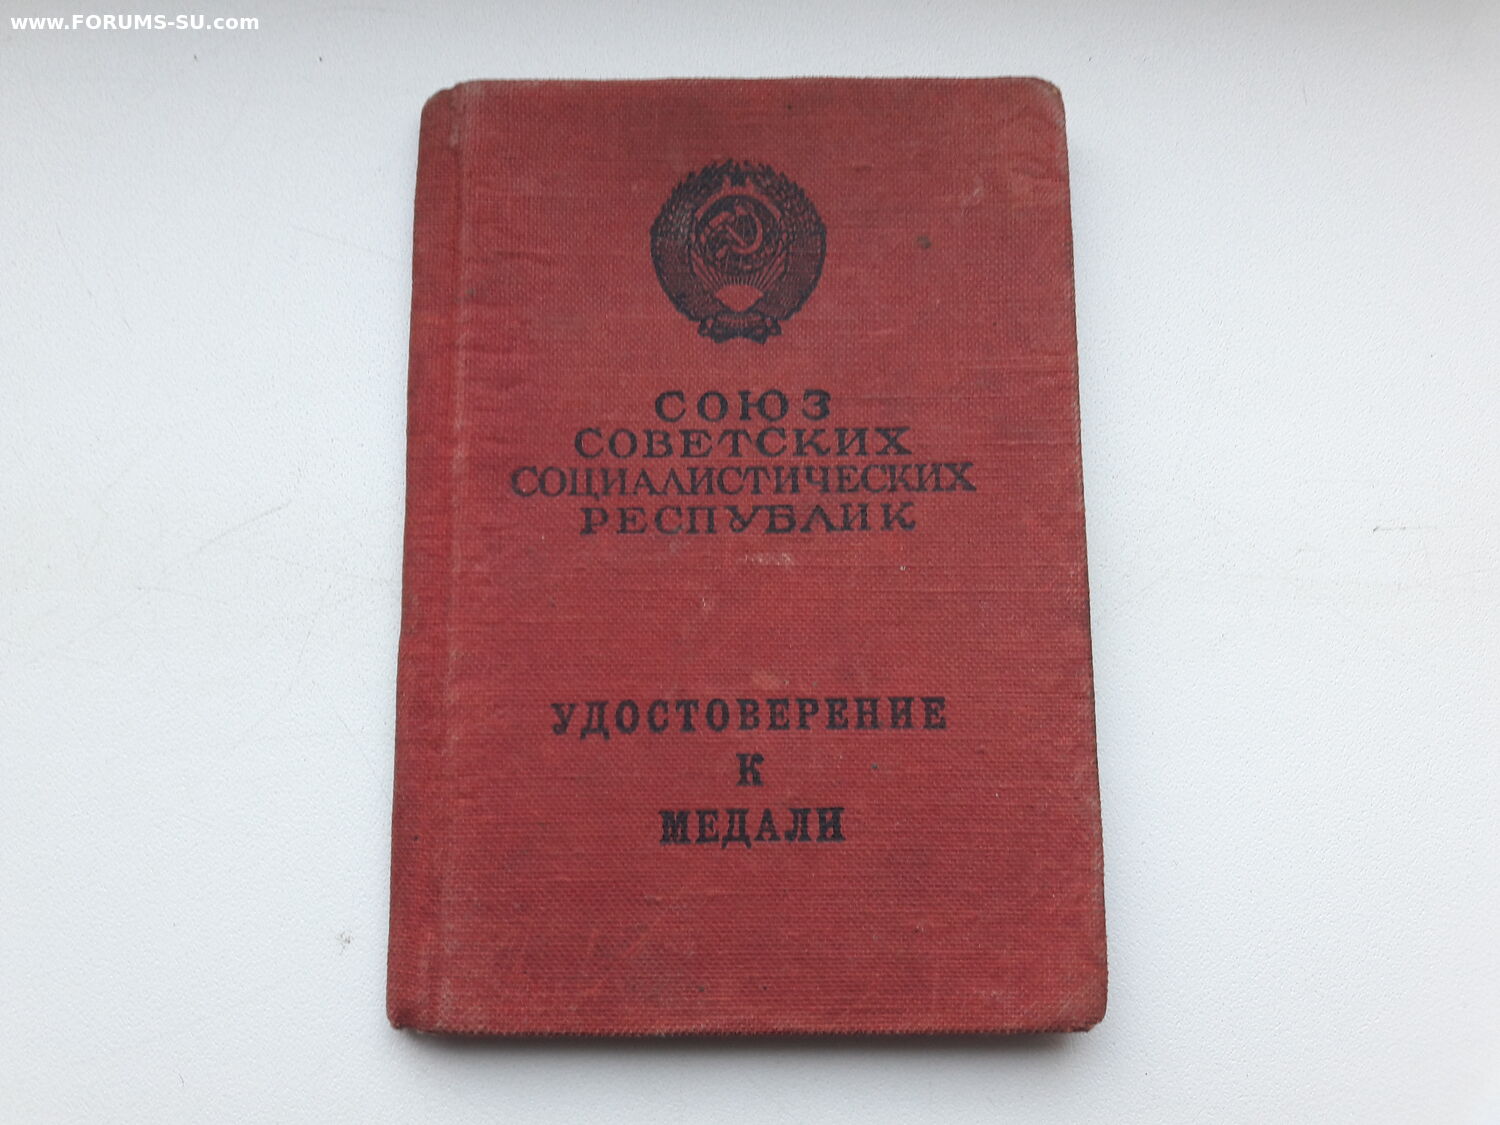 www.FORUMS-SU.com
СОЮЗ
СОВЕТСКИХ
СОЦИАЛИСТИЧЕСКИХ
РЕСПУБЛИК
УДОСТОВЕРЕНИЕ
К
МЕДАЛИ